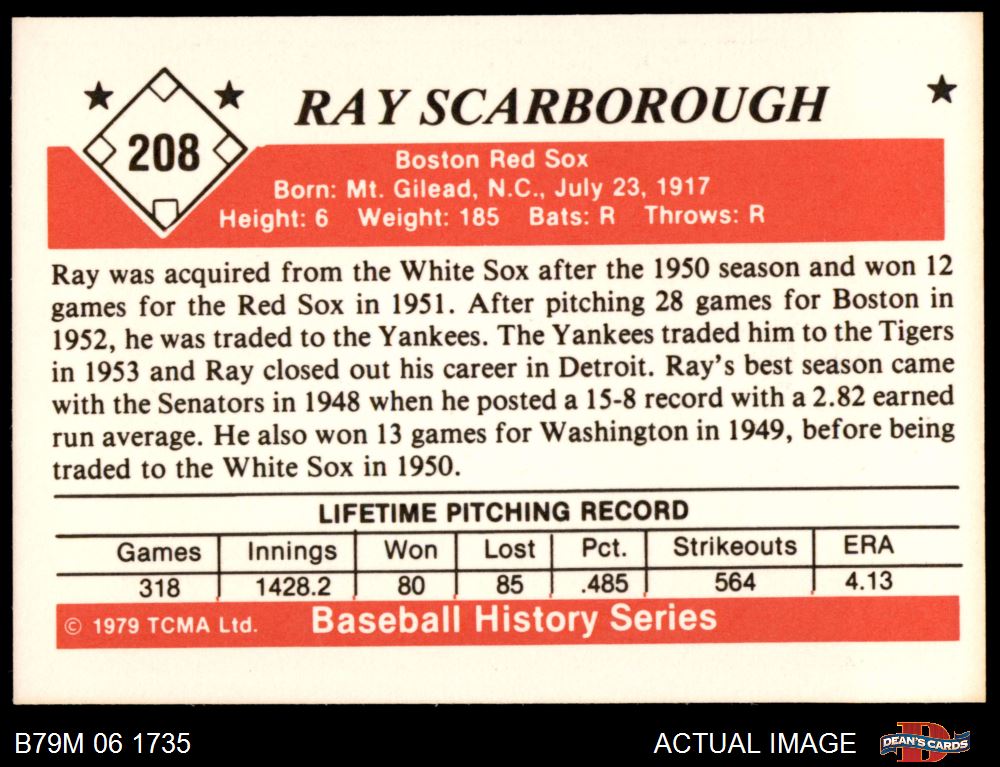 208
RAY SCARBOROUGH
Boston Red Sox
Born: Mt. Gilead, N.C., July 23, 1917
Height: 6 Weight: 185 Bats: R Throws: R
Ray was acquired from the White Sox after the 1950 season and won 12
games for the Red Sox in 1951. After pitching 28 games for Boston in
1952, he was traded to the Yankees. The Yankees traded him to the Tigers
in 1953 and Ray closed out his career in Detroit. Ray's best season came
with the Senators in 1948 when he posted a 15-8 record with a 2.82 earned
run average. He also won 13 games for Washington in 1949, before being
traded to the White Sox in 1950.
LIFETIME PITCHING RECORD
Games Innings Won Lost Pct. Strikeouts ERA
318 1428.2 80 85 .485 564 4.13
© 1979 TCMA Ltd. Baseball History Series
B79M 06 1735 ACTUAL IMAGE DEAN'S CARDS